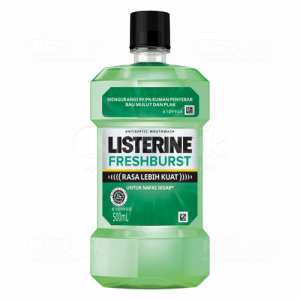 MENGURANGI 99.9% KUMAN PENYEBAB
BAU MULUT DAN PLAK
ANTISEPTIC MOUTHWASH
LISTERINE
FRESHBURST
RASA LEBIH KUAT
UNTUK NAFAS SEGAR*
500ml